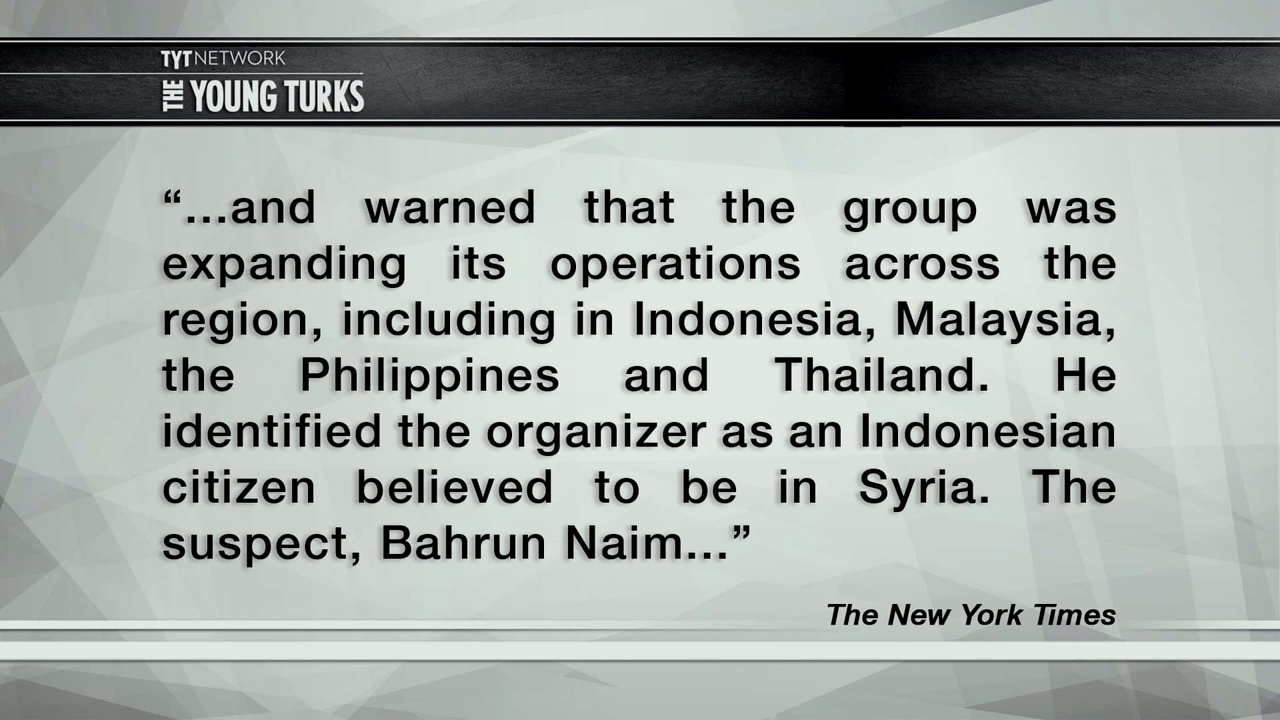 TYT NETWORK
THE YOUNG TURKS
“...and warned that the group was
expanding its operations across the
region, including in Indonesia, Malaysia,
the Philippines and Thailand. He
identified the organizer as an Indonesian
citizen believed to be in Syria. The
suspect, Bahrun Naim...”
The New York Times